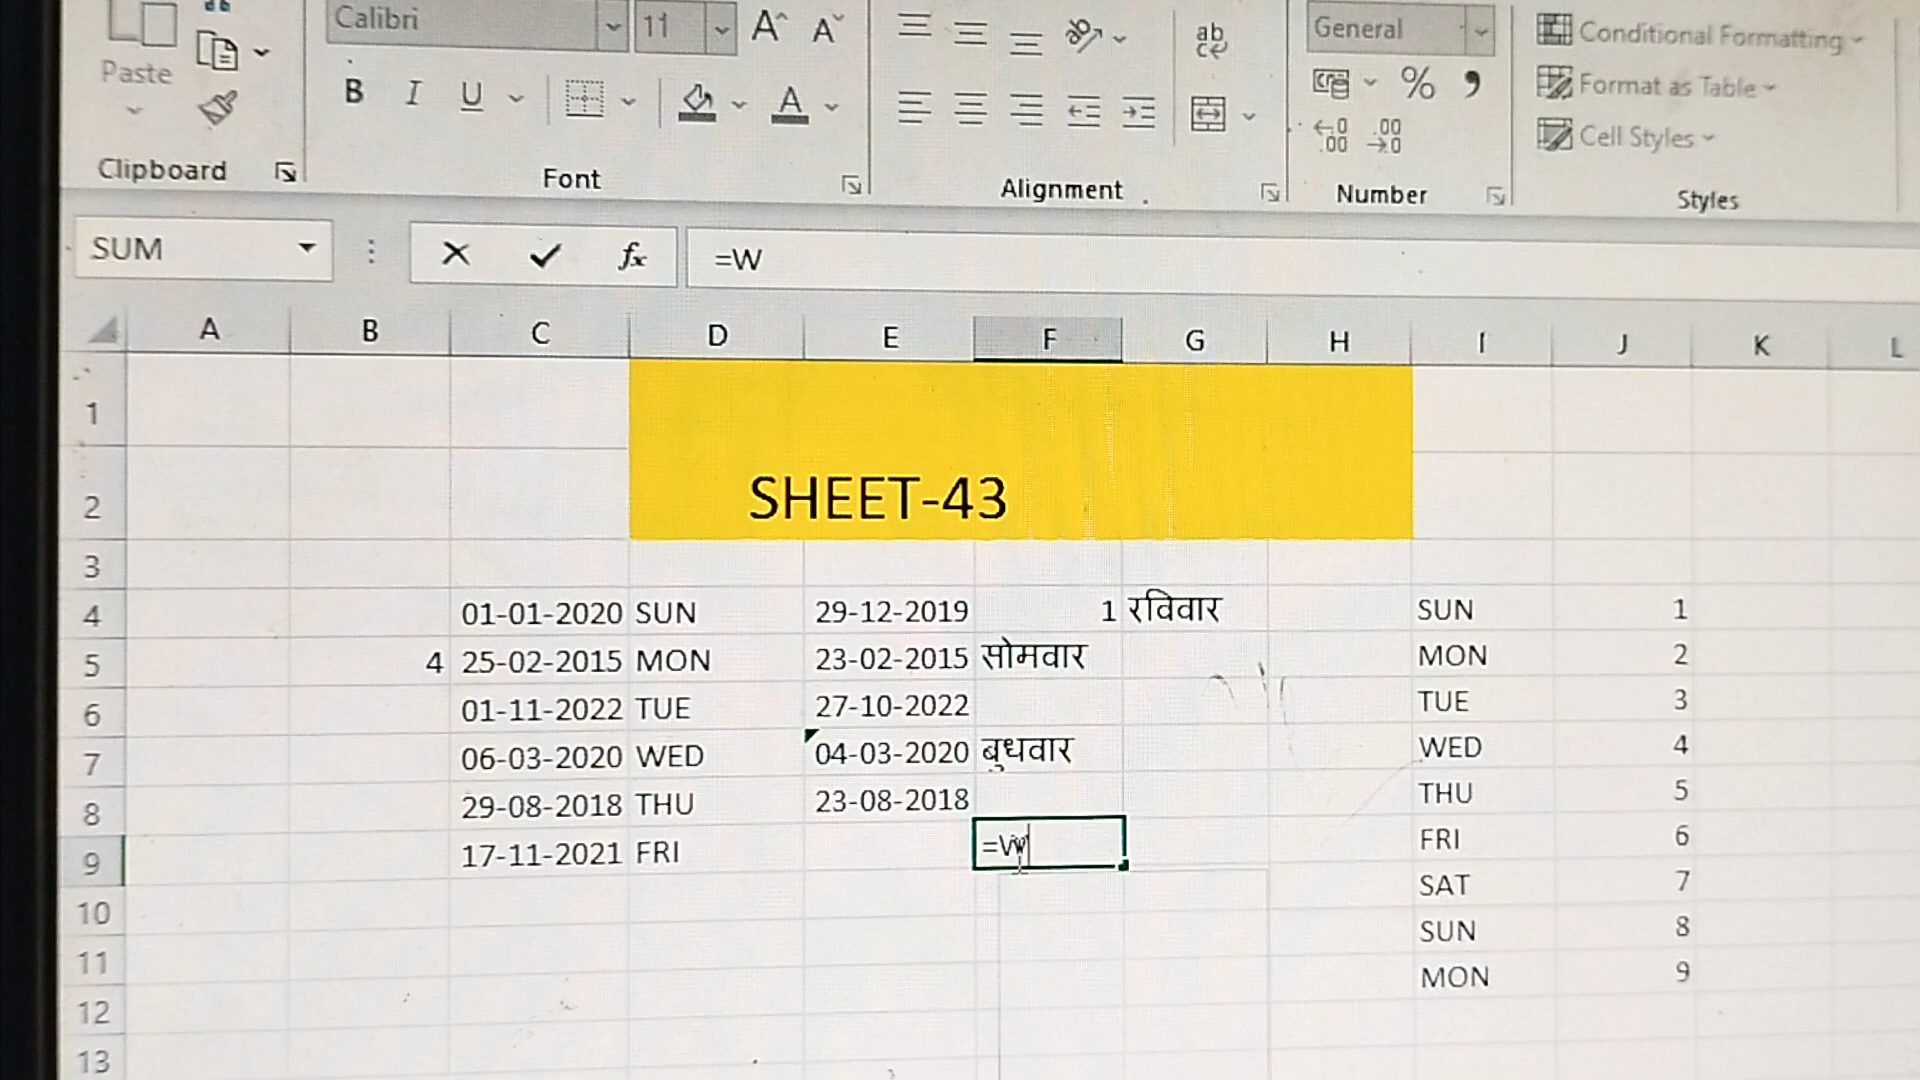 Calibri 11 A^ A˅ ab General Conditional Formatting
Paste B I U A % , Format as Table
Cell Styles
Clipboard Font Alignment Number Styles
SUM fx =W
A B C D E F G H I J K L
1
2 SHEET-43
3
4 01-01-2020 SUN 29-12-2019 1 रविवार SUN 1
5 4 25-02-2015 MON 23-02-2015 सोमवार MON 2
6 01-11-2022 TUE 27-10-2022 TUE 3
7 06-03-2020 WED 04-03-2020 बुधवार WED 4
8 29-08-2018 THU 23-08-2018 THU 5
9 17-11-2021 FRI =W FRI 6
10 SAT 7
11 SUN 8
12 MON 9
13